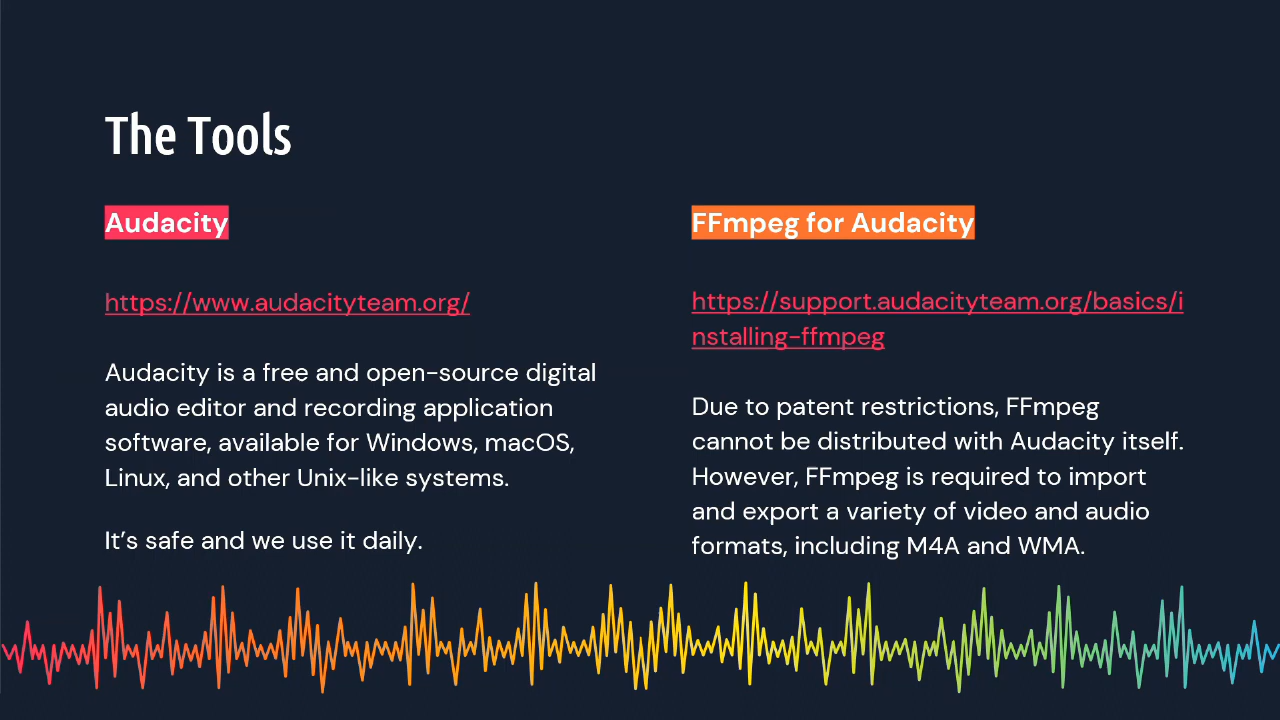 The Tools
Audacity
https://www.audacityteam.org/
Audacity is a free and open-source digital
audio editor and recording application
software, available for Windows, macOS,
Linux, and other Unix-like systems.
It’s safe and we use it daily.
FFmpeg for Audacity
https://support.audacityteam.org/basics/i
nstalling-ffmpeg
Due to patent restrictions, FFmpeg
cannot be distributed with Audacity itself.
However, FFmpeg is required to import
and export a variety of video and audio
formats, including M4A and WMA.